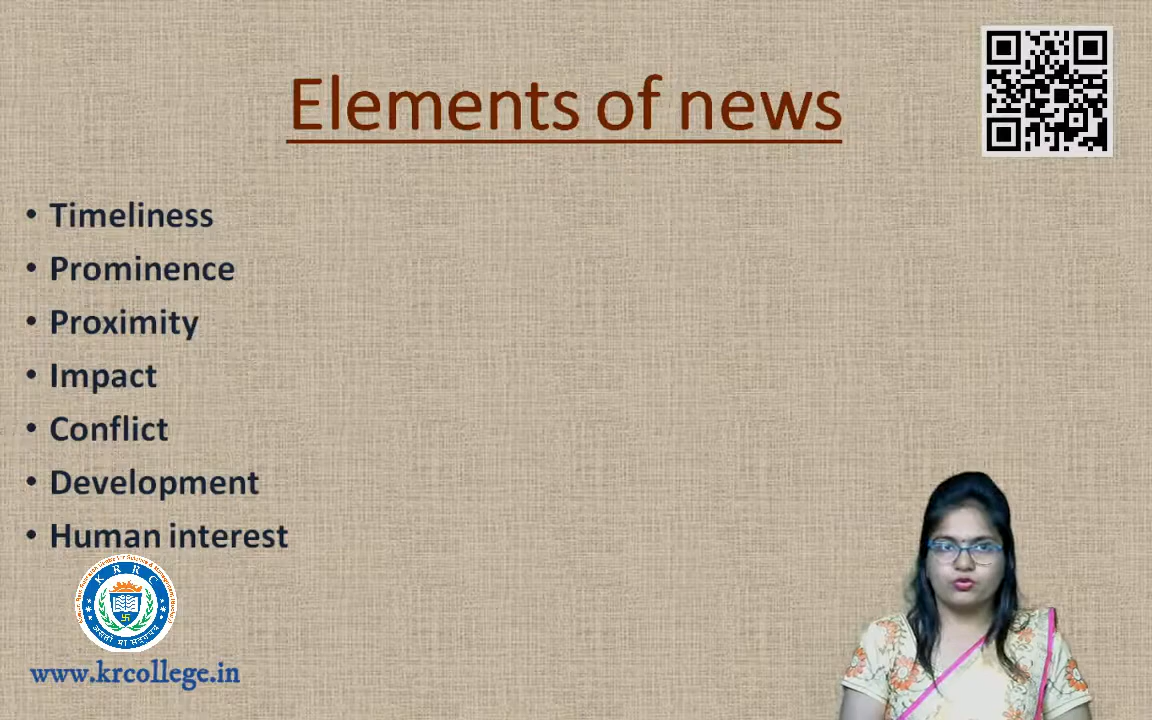 Elements of news
• Timeliness
• Prominence
• Proximity
• Impact
• Conflict
• Development
• Human interest
K R R C
www.krcollege.in